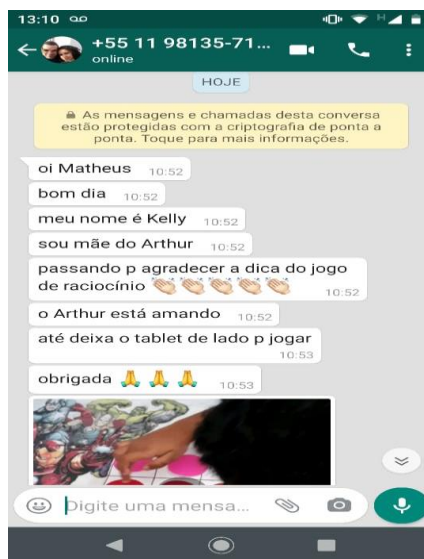 13:10
+55 11 98135-71...
online
HOJE
As mensagens e chamadas desta conversa
estão protegidas com a criptografia de ponta a
ponta. Toque para mais informações.
oi Matheus 10:52
bom dia 10:52
meu nome é Kelly 10:52
sou mãe do Arthur 10:52
passando p agradecer a dica do jogo
de raciocínio 👏🏻👏🏻👏🏻👏🏻👏🏻
10:52
o Arthur está amando 10:52
até deixa o tablet de lado p jogar
10:53
obrigada 🙏🙏🙏 10:53
Digite uma mensa...